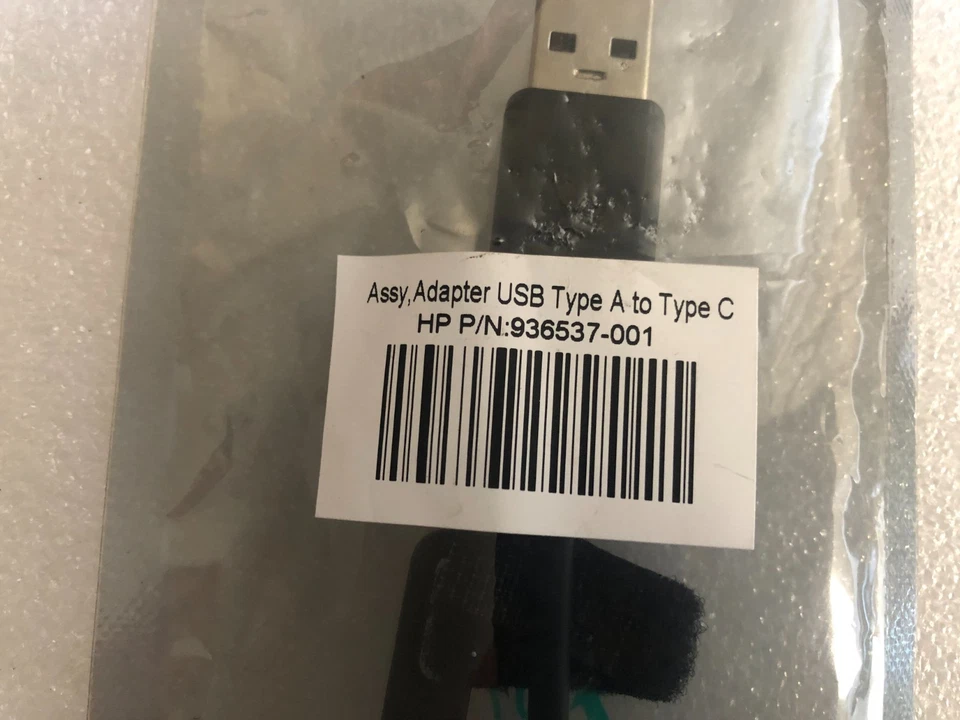 Assy,Adapter USB Type A to Type C
HP P/N:936537-001